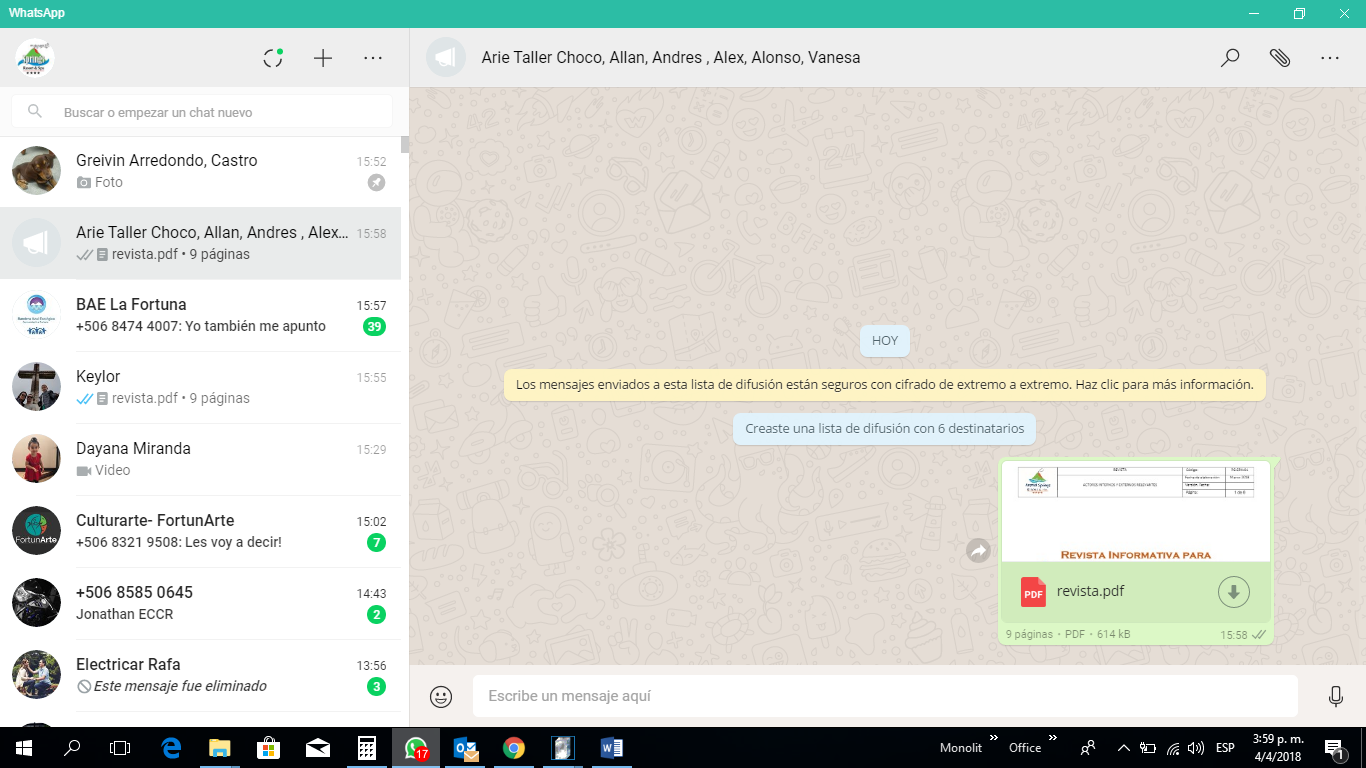 WhatsApp
Buscar o empezar un chat nuevo
Greivin Arredondo, Castro
15:52
Foto
Arie Taller Choco, Allan, Andres , Alex...
15:58
revista.pdf • 9 páginas
BAE La Fortuna
15:57
+506 8474 4007: Yo también me apunto
39
Keylor
15:55
revista.pdf • 9 páginas
Dayana Miranda
15:29
Video
Culturarte- FortunArte
15:02
+506 8321 9508: Les voy a decir!
7
FortunArte
+506 8585 0645
14:43
Jonathan ECCR
2
Electricar Rafa
13:56
Este mensaje fue eliminado
3
Arie Taller Choco, Allan, Andres , Alex, Alonso, Vanesa
HOY
Los mensajes enviados a esta lista de difusión están seguros con cifrado de extremo a extremo. Haz clic para más información.
Creaste una lista de difusión con 6 destinatarios
REVISTA
ACTORES INTERNOS Y EXTERNOS RELEVANTES
Revista Informativa para
PDF
revista.pdf
9 páginas • PDF • 614 kB
15:58
Escribe un mensaje aquí
17
Monolit
Office
ESP
3:59 p. m.
4/4/2018
1